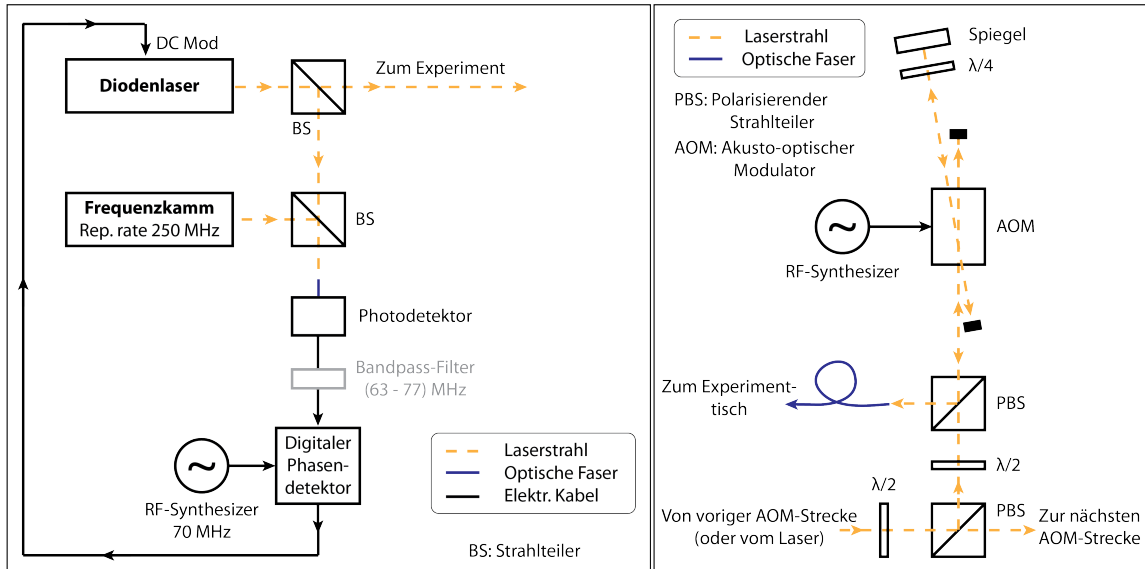 DC Mod
Diodenlaser
Zum Experiment
BS
Frequenzkamm
Rep. rate 250 MHz
BS
Photodetektor
Bandpass-Filter
(63 - 77) MHz
Digitaler
Phasen-
detektor
~
RF-Synthesizer
70 MHz
Laserstrahl
Optische Faser
Elektr. Kabel
BS: Strahlteiler
Laserstrahl
Optische Faser
PBS: Polarisierender
Strahlteiler
AOM: Akusto-optischer
Modulator
Spiegel
λ/4
~
RF-Synthesizer
AOM
Zum Experiment-
tisch
PBS
λ/2
λ/2
PBS
Von voriger AOM-Strecke
(oder vom Laser)
Zur nächsten
AOM-Strecke